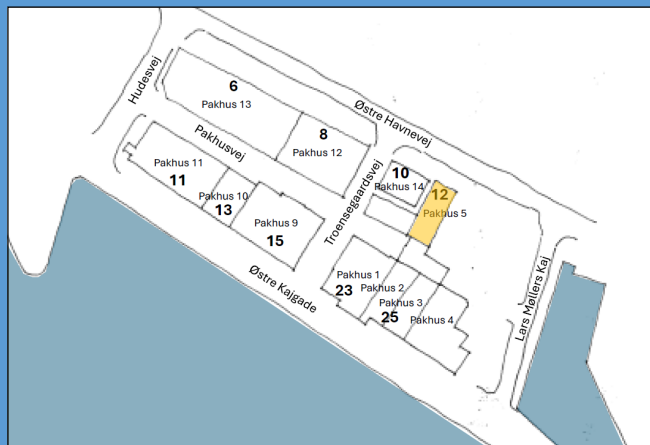 Hudesvej
6
Pakhus 13
Østre Havnevej
8
Pakhus 12
Pakhusvej
Pakhus 11
11
Pakhus 10
13
Pakhus 9
15
Troensegaardsvej
10
Pakhus 14
12
Pakhus 5
Østre Kajgade
Pakhus 1
23
Pakhus 2
Pakhus 3
25
Pakhus 4
Lars Møllers Kaj